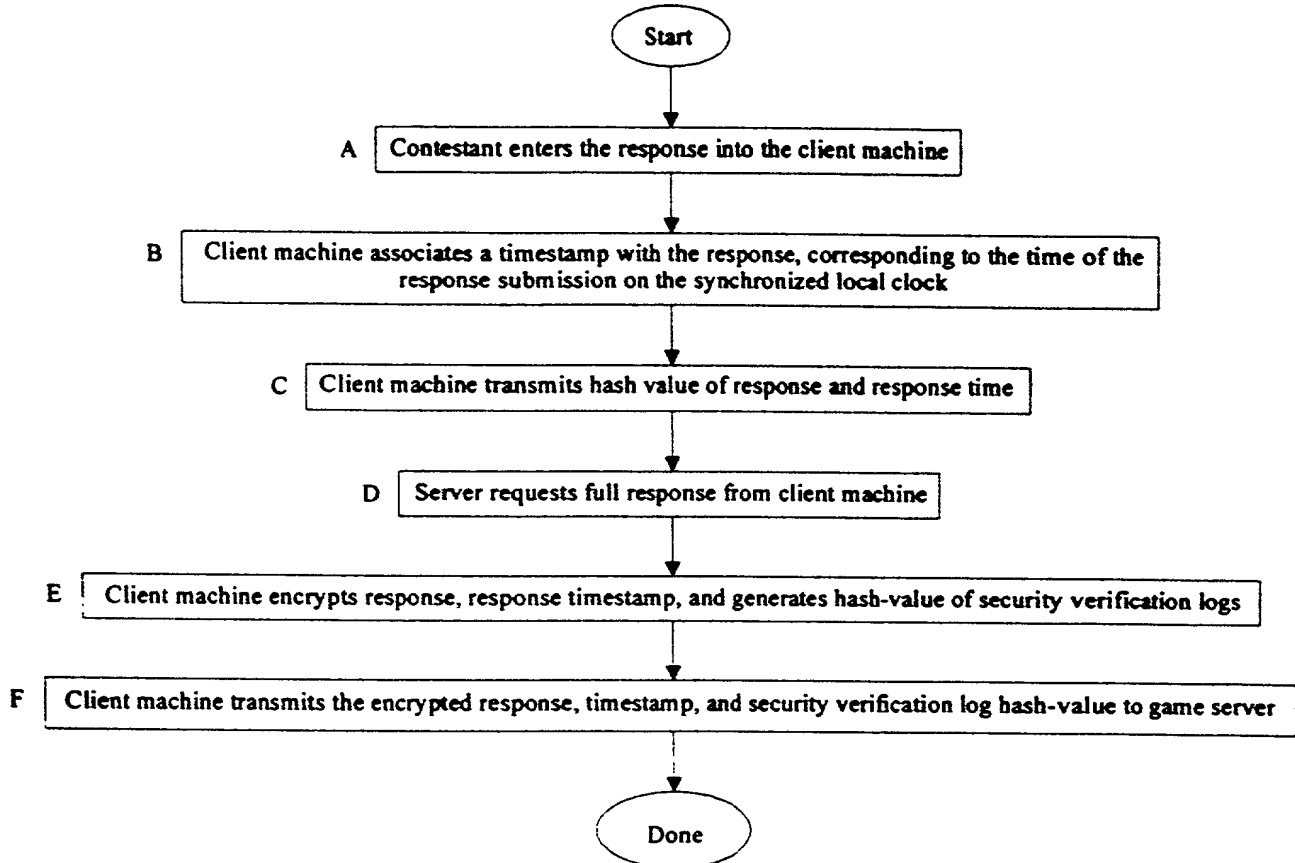 Start
A Contestant enters the response into the client machine
B Client machine associates a timestamp with the response, corresponding to the time of the
response submission on the synchronized local clock
C Client machine transmits hash value of response and response time
D Server requests full response from client machine
E Client machine encrypts response, response timestamp, and generates hash-value of security verification logs
F Client machine transmits the encrypted response, timestamp, and security verification log hash-value to game server
Done